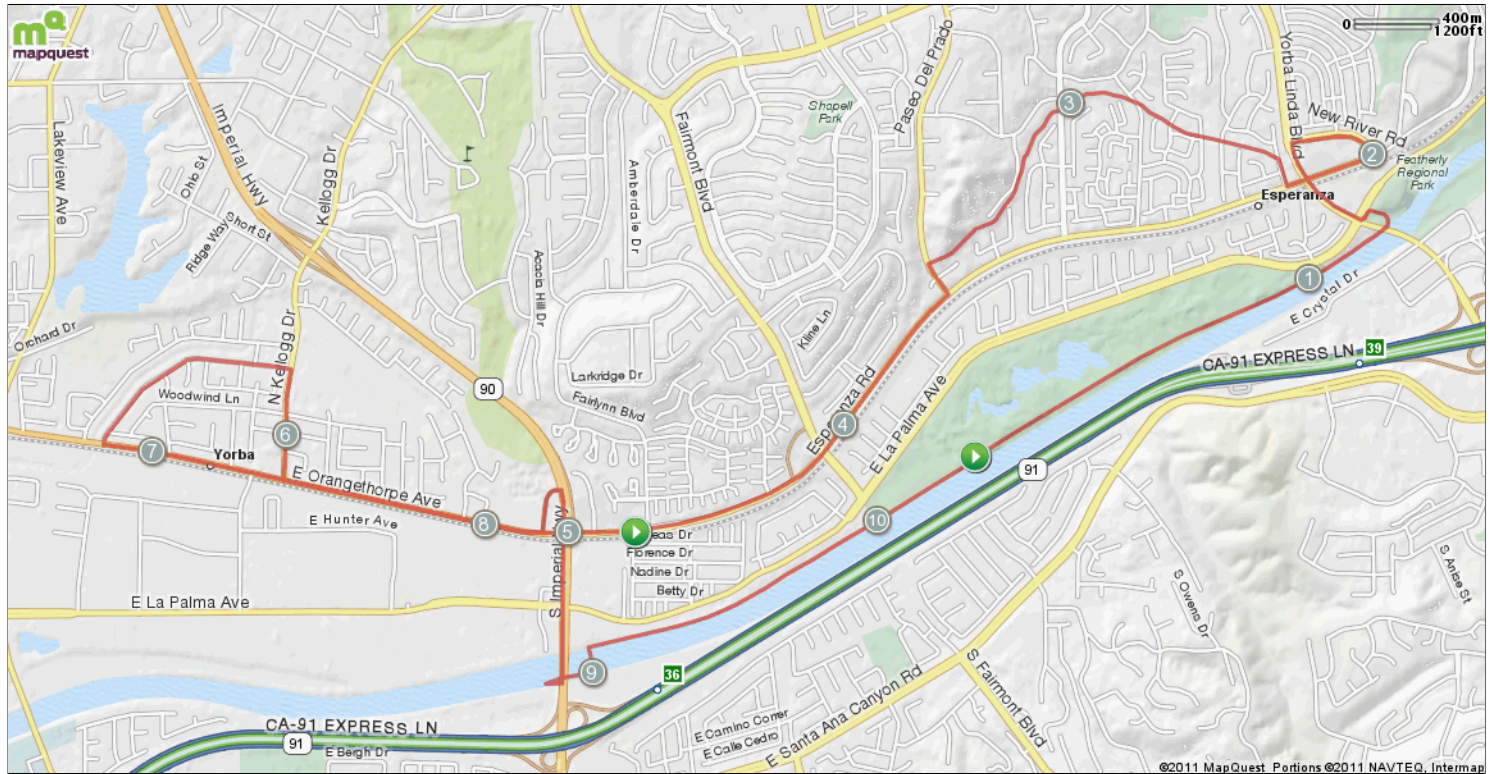 mQ
mapquest
0 400m
1200ft
Lakeview Ave
Imperial Hwy
Ohio St
Ridge Way
Short St
Kellogg Dr
Orchard Dr
Acacia Hill Dr
Amberdale Dr
Fairmont Blvd
Shapell
Park
Paseo Del Prado
3
Yorba Linda Blvd
New River Rd
2
Featherly
Regional
Park
Esperanza
1
E Crystal Dr
Kline Ln
CA-91 EXPRESS LN
39
N Kellogg Dr
Woodwind Ln
90
Larkridge Dr
Fairlynn Blvd
Esperanza Rd
E La Palma Ave
4
6
7
Yorba
E Orangethorpe Ave
91
E Hunter Ave
8
5
10
Florence Dr
Nadine Dr
Betty Dr
S Imperial Hwy
E La Palma Ave
S Owens Dr
S Anise St
9
36
S Fairmont Blvd
E Santa Ana Canyon Rd
E Camino Correr
E Calle Cedro
CA-91 EXPRESS LN
91
E Bergh Dr
©2011 MapQuest Portions ©2011 NAVTEQ, Intermap